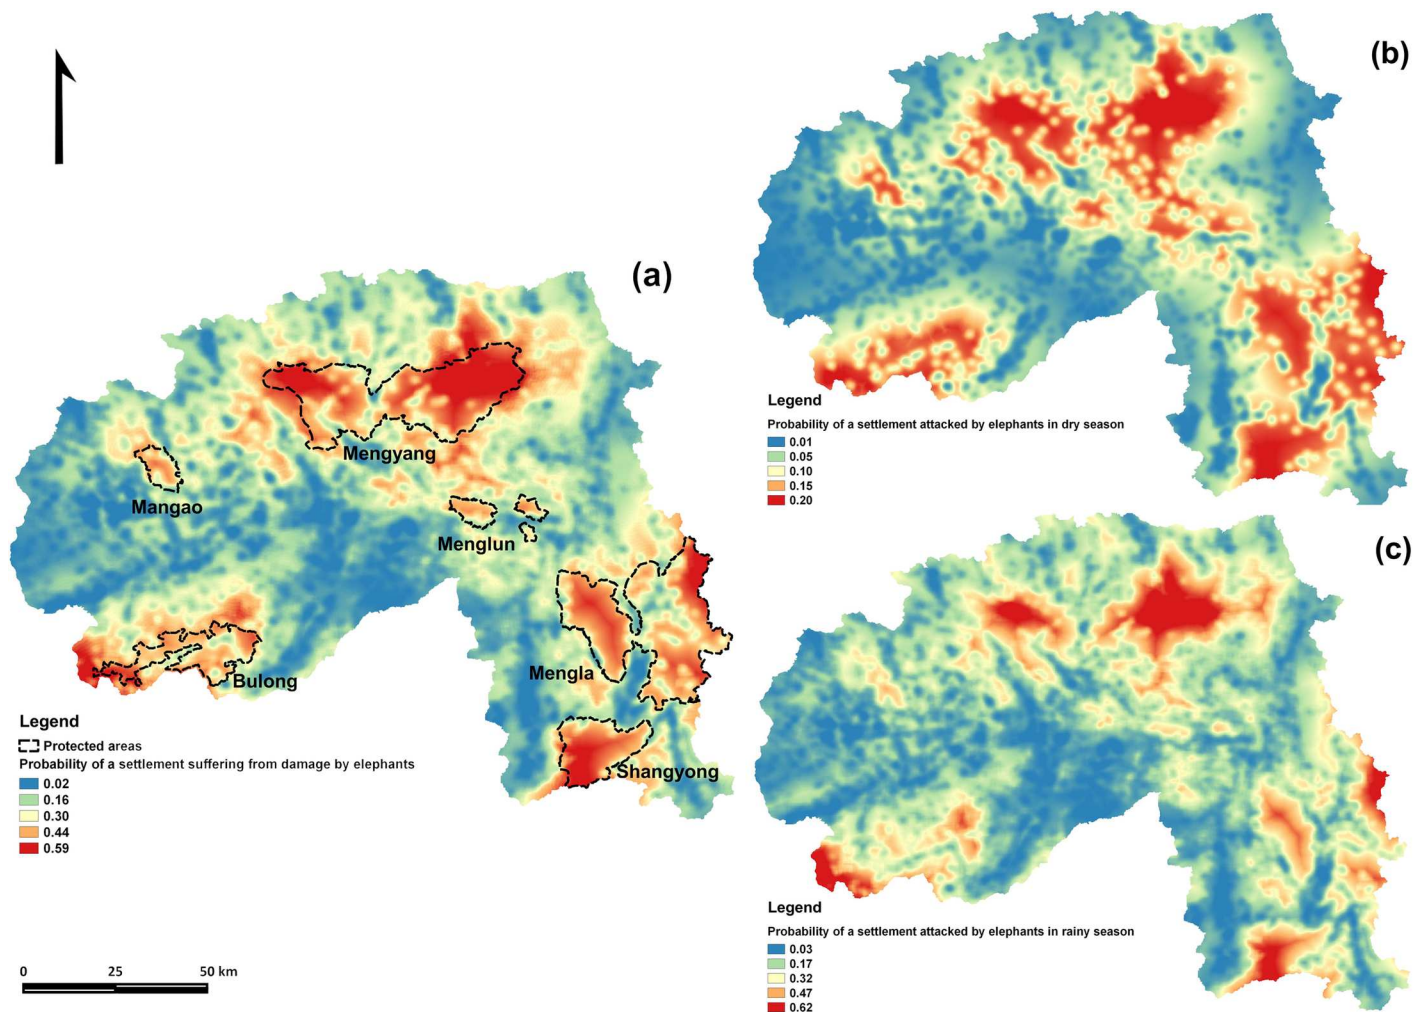 (a)
Mengyang
Mangao
Menglun
Mengla
Bulong
Shangyong
Legend
Protected areas
Probability of a settlement suffering from damage by elephants
0.02
0.16
0.30
0.44
0.59
0 25 50 km
(b)
Legend
Probability of a settlement attacked by elephants in dry season
0.01
0.05
0.10
0.15
0.20
(c)
Legend
Probability of a settlement attacked by elephants in rainy season
0.03
0.17
0.32
0.47
0.62